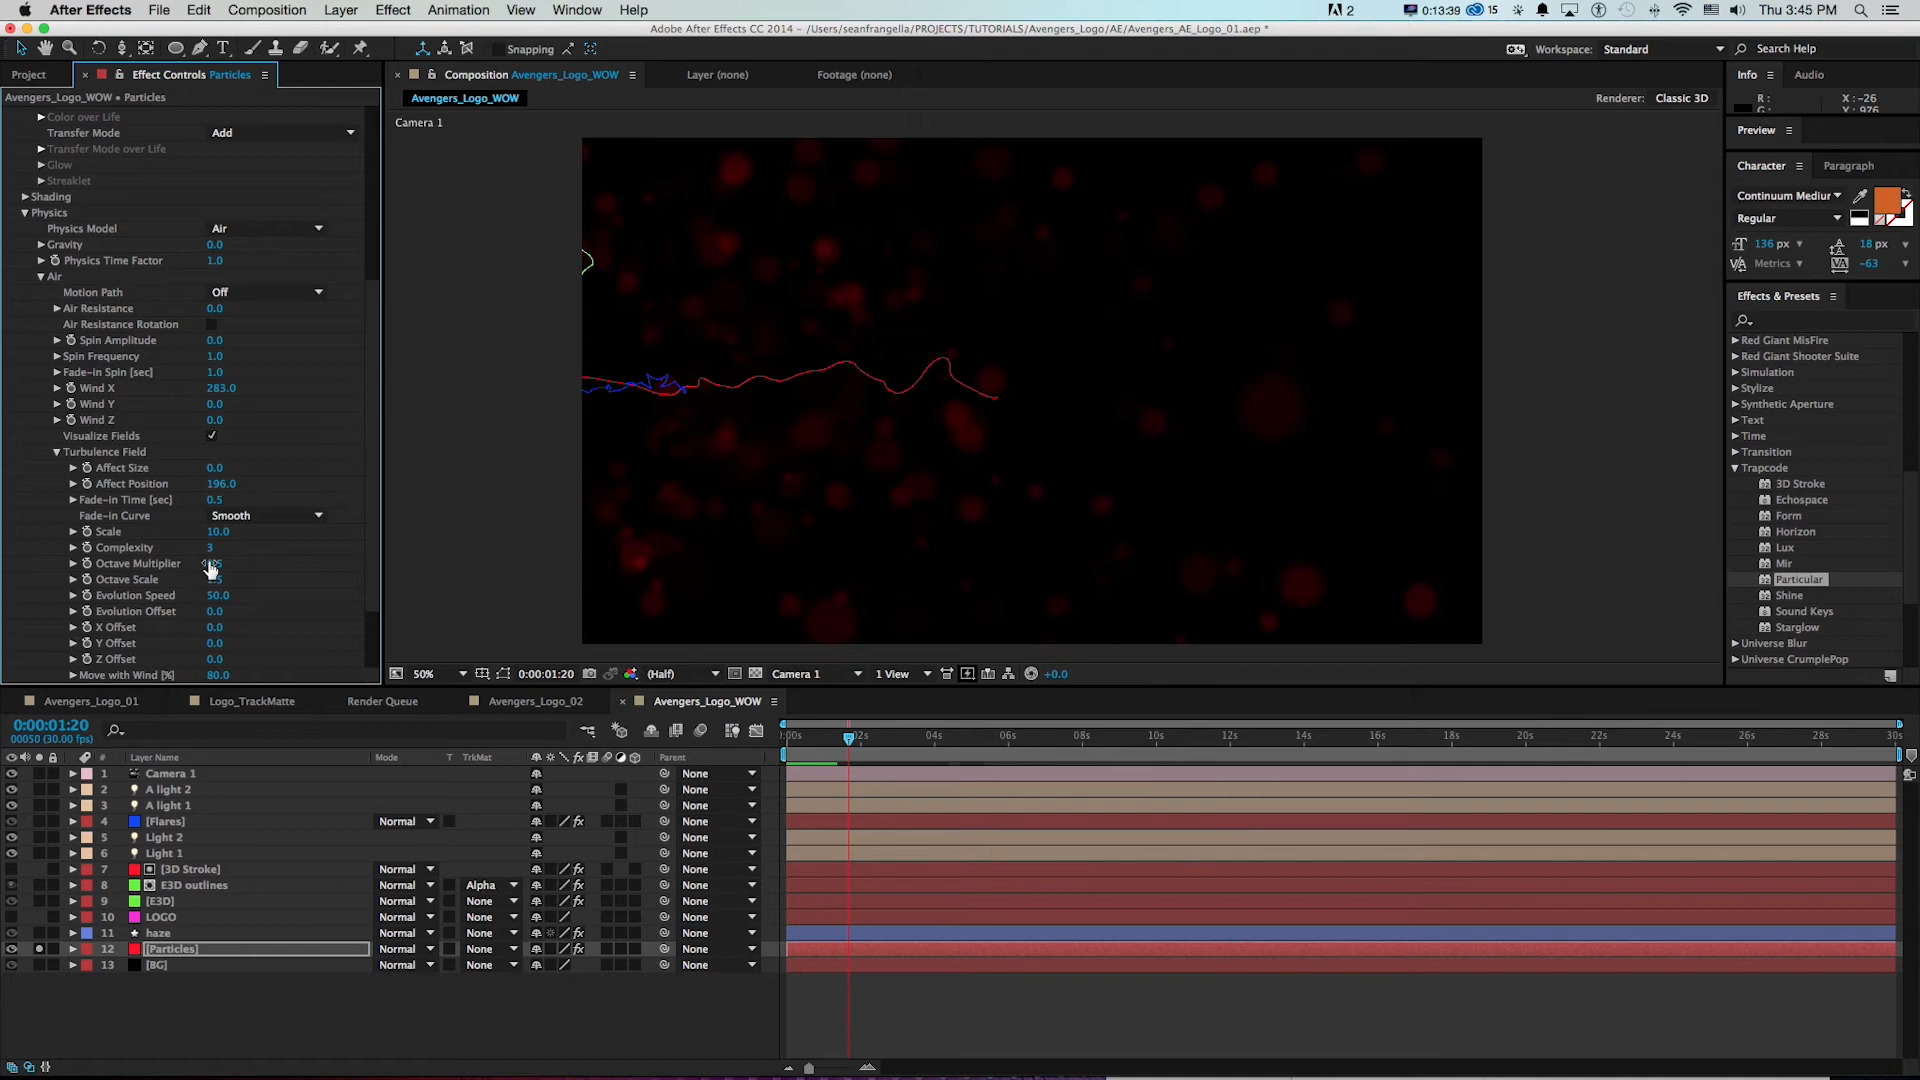 After Effects File Edit Composition Layer Effect Animation View Window Help 2 0:13:39 15 Thu 3:45 PM
Adobe After Effects CC 2014 - /Users/seanfrangella/PROJECTS/TUTORIALS/Avengers_Logo/AE/Avengers_AE_Logo_01.aep *
Snapping Workspace: Standard Search Help
Project Effect Controls Particles Composition Avengers_Logo_WOW Layer (none) Footage (none) Info Audio
Avengers_Logo_WOW • Particles Avengers_Logo_WOW Renderer: Classic 3D
R: X: -26
G: Y: 976
Camera 1
Color over Life
Transfer Mode Add
Transfer Mode over Life
Glow
Streaklet
Shading
Physics
Physics Model Air
Gravity 0.0
Physics Time Factor 1.0
Air
Motion Path Off
Air Resistance 0.0
Air Resistance Rotation
Spin Amplitude 0.0
Spin Frequency 1.0
Fade-in Spin [sec] 1.0
Wind X 283.0
Wind Y 0.0
Wind Z 0.0
Visualize Fields
Turbulence Field
Affect Size 0.0
Affect Position 196.0
Fade-in Time [sec] 0.5
Fade-in Curve Smooth
Scale 10.0
Complexity 3
Octave Multiplier
Octave Scale
Evolution Speed 50.0
Evolution Offset 0.0
X Offset 0.0
Y Offset 0.0
Z Offset 0.0
Move with Wind [%] 80.0
50% 0:00:01:20 (Half) Camera 1 1 View +0.0
Preview
Character Paragraph
Continuum Mediur
Regular
136 px 18 px
Metrics -63
Effects & Presets
Red Giant MisFire
Red Giant Shooter Suite
Simulation
Stylize
Synthetic Aperture
Text
Time
Transition
Trapcode
3D Stroke
Echospace
Form
Horizon
Lux
Mir
Particular
Shine
Sound Keys
Starglow
Universe Blur
Universe CrumplePop
Avengers_Logo_01 Logo_TrackMatte Render Queue Avengers_Logo_02 Avengers_Logo_WOW
0:00:01:20
00050 (30.00 fps)
:00s 02s 04s 06s 08s 10s 12s 14s 16s 18s 20s 22s 24s 26s 28s 30s
# Layer Name Mode T TrkMat Parent
1 Camera 1 None
2 A light 2 None
3 A light 1 None
4 [Flares] Normal None
5 Light 2 None
6 Light 1 None
7 [3D Stroke] Normal None
8 E3D outlines Normal Alpha None
9 [E3D] Normal None None
10 LOGO Normal None None
11 haze Normal None None
12 [Particles] Normal None None
13 [BG] Normal None None